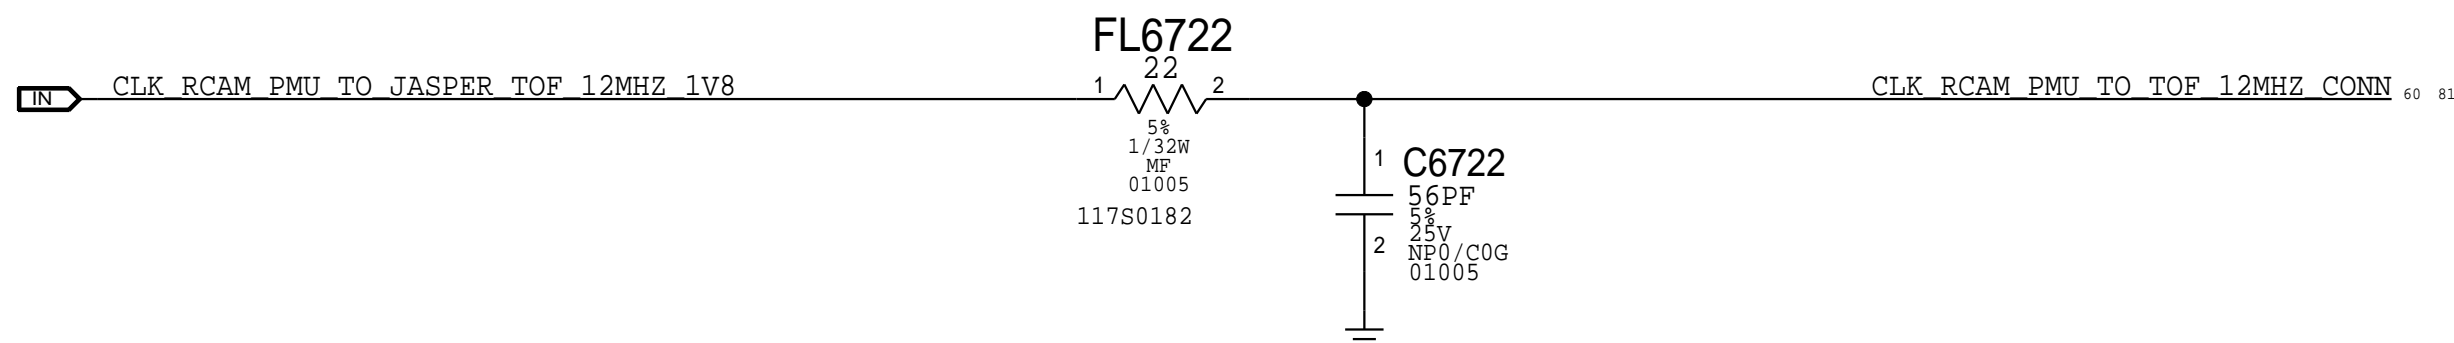 FL6722
22
IN
CLK_RCAM_PMU_TO_JASPER_TOF_12MHZ_1V8
1
2
CLK_RCAM_PMU_TO_TOF_12MHZ_CONN
60 81
5%
1/32W
MF
01005
117S0182
1
C6722
56PF
5%
25V
2
NP0/C0G
01005